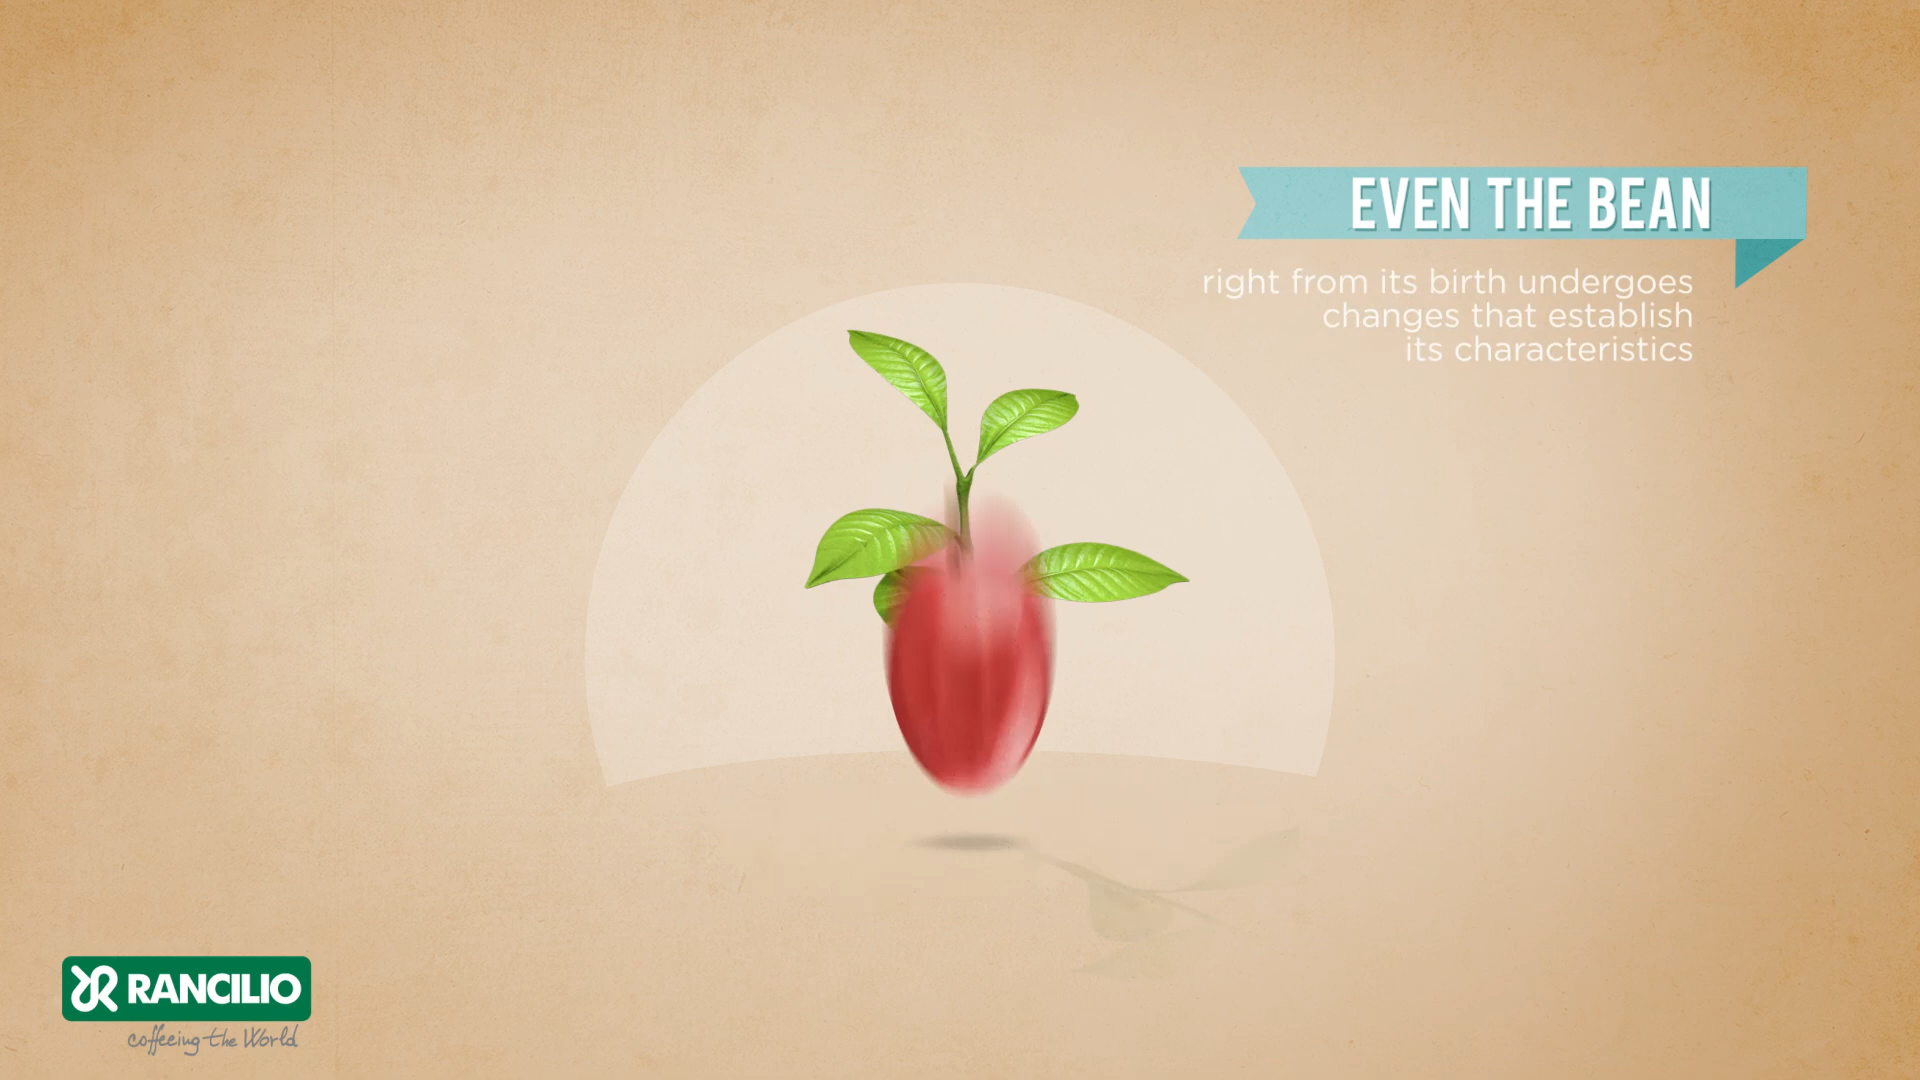 EVEN THE BEAN
right from its birth undergoes
changes that establish
its characteristics
RANCILIO
coffeeing the World